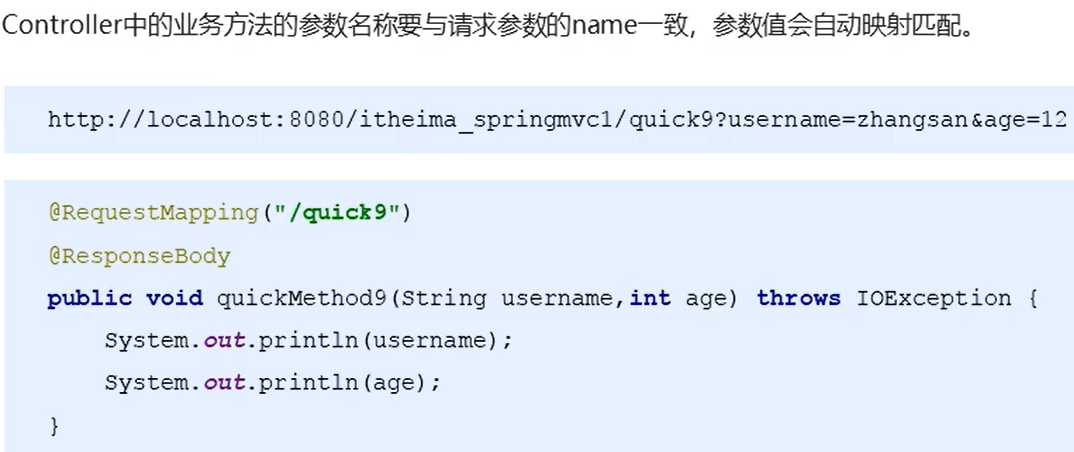 Controller中的业务方法的参数名称要与请求参数的name一致，参数值会自动映射匹配。
http://localhost:8080/itheima_springmvc1/quick9?username=zhangsan&age=12
@RequestMapping("/quick9")
@ResponseBody
public void quickMethod9(String username,int age) throws IOException {
    System.out.println(username);
    System.out.println(age);
}